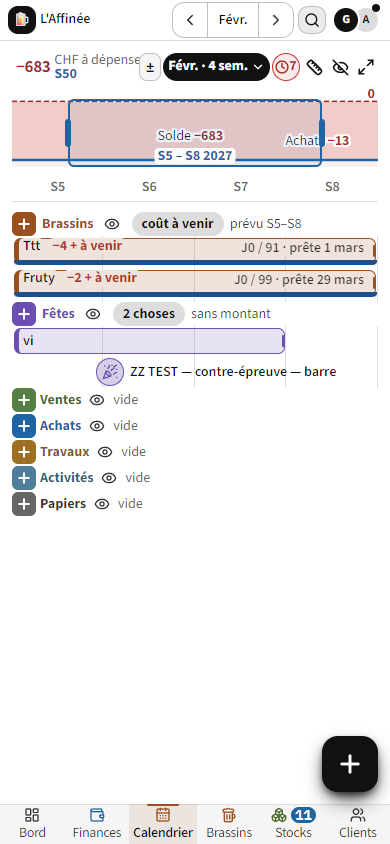 L'Affinée
Févr.
G
A
−683 CHF à dépense
S50
±
Févr. · 4 sem.
7
0
Solde −683
Achat −13
S5 – S8 2027
S5 S6 S7 S8
Brassins coût à venir prévu S5–S8
Ttt −4 + à venir J0 / 91 · prête 1 mars
Fruty −2 + à venir J0 / 99 · prête 29 mars
Fêtes 2 choses sans montant
vi
ZZ TEST — contre-épreuve — barre
Ventes vide
Achats vide
Travaux vide
Activités vide
Papiers vide
Bord Finances Calendrier Brassins Stocks 11 Clients